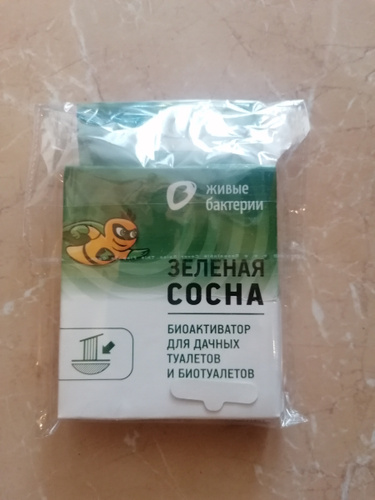 живые
бактерии
ЗЕЛЕНАЯ
СОСНА
БИОАКТИВАТОР
ДЛЯ ДАЧНЫХ
ТУАЛЕТОВ
И БИОТУАЛЕТОВ